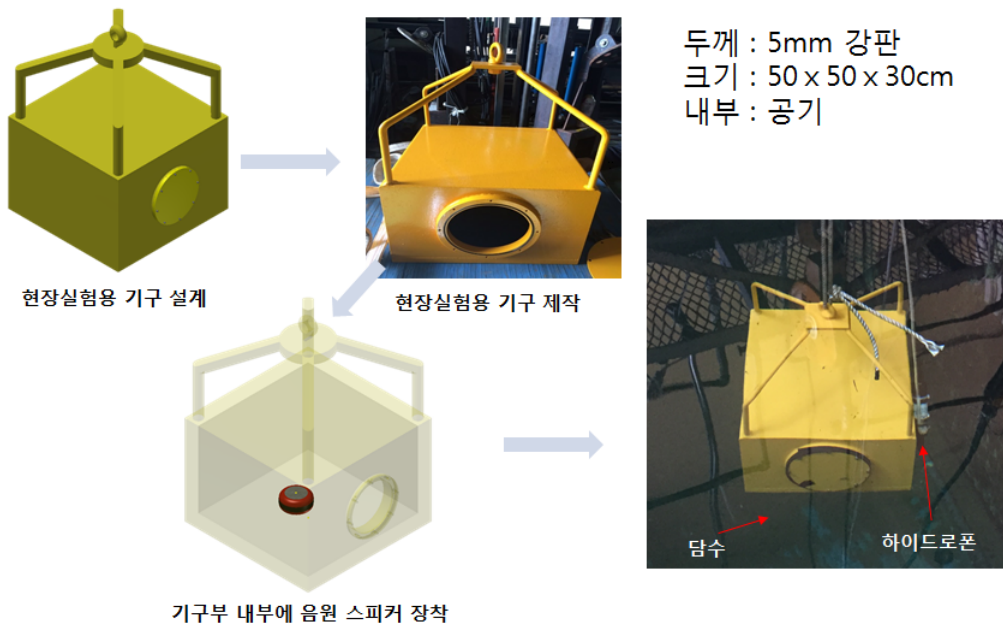 두께 : 5mm 강판
크기 : 50 x 50 x 30cm
내부 : 공기
현장실험용 기구 설계
현장실험용 기구 제작
담수
하이드로폰
기구부 내부에 음원 스피커 장착